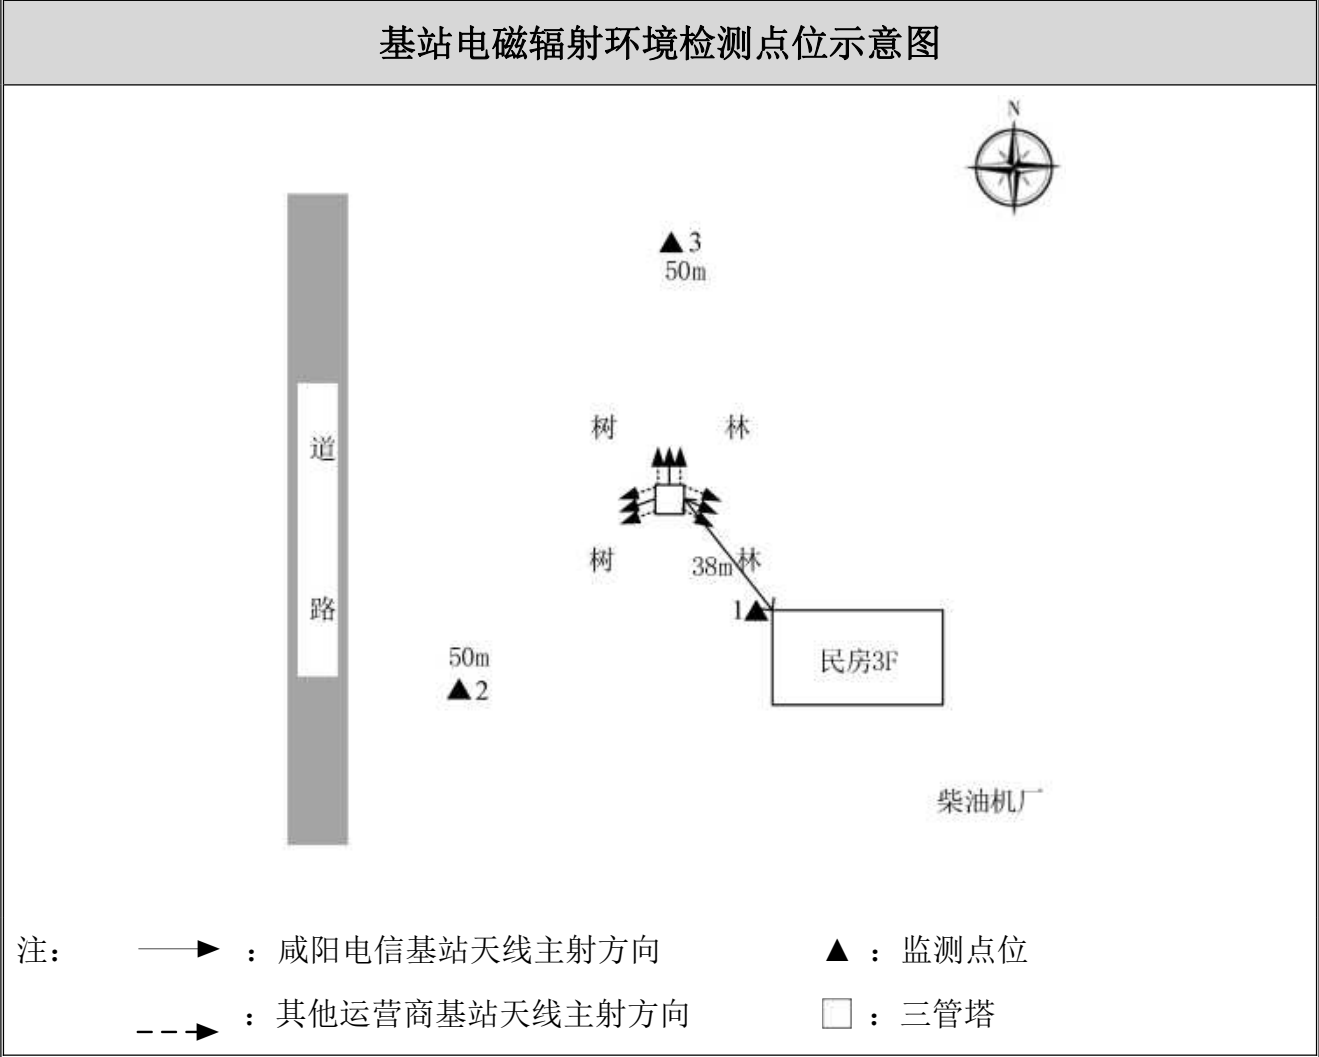 基站电磁辐射环境检测点位示意图
N
▲3
50m
道
树 林
树 38m 林
路
1▲
民房3F
50m
▲2
柴油机厂
注：
：咸阳电信基站天线主射方向 ▲：监测点位
：其他运营商基站天线主射方向 □：三管塔